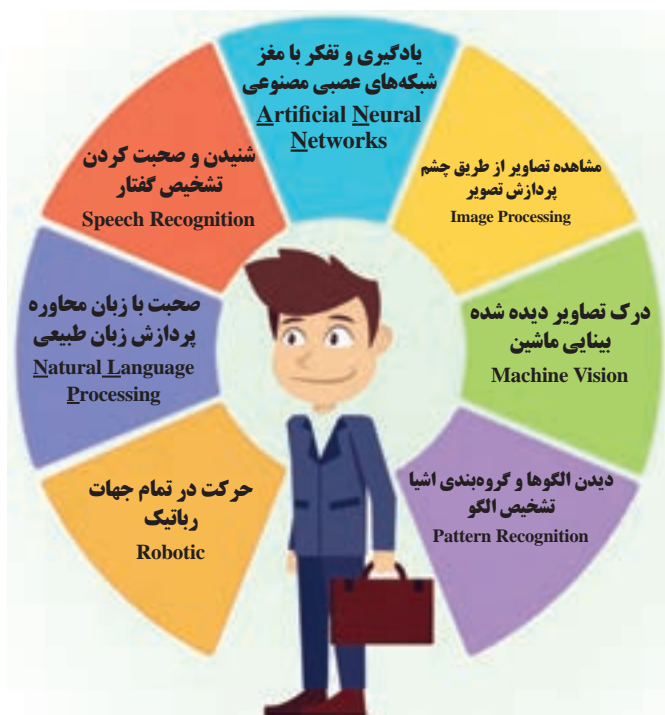 یادگیری و تفکر با مغز
شبکه‌های عصبی مصنوعی
Artificial Neural
Networks
مشاهده تصاویر از طریق چشم
پردازش تصویر
Image Processing
درک تصاویر دیده شده
بینایی ماشین
Machine Vision
دیدن الگوها و گروه‌بندی اشیا
تشخیص الگو
Pattern Recognition
شنیدن و صحبت کردن
تشخیص گفتار
Speech Recognition
صحبت با زبان محاوره
پردازش زبان طبیعی
Natural Language
Processing
حرکت در تمام جهات
رباتیک
Robotic